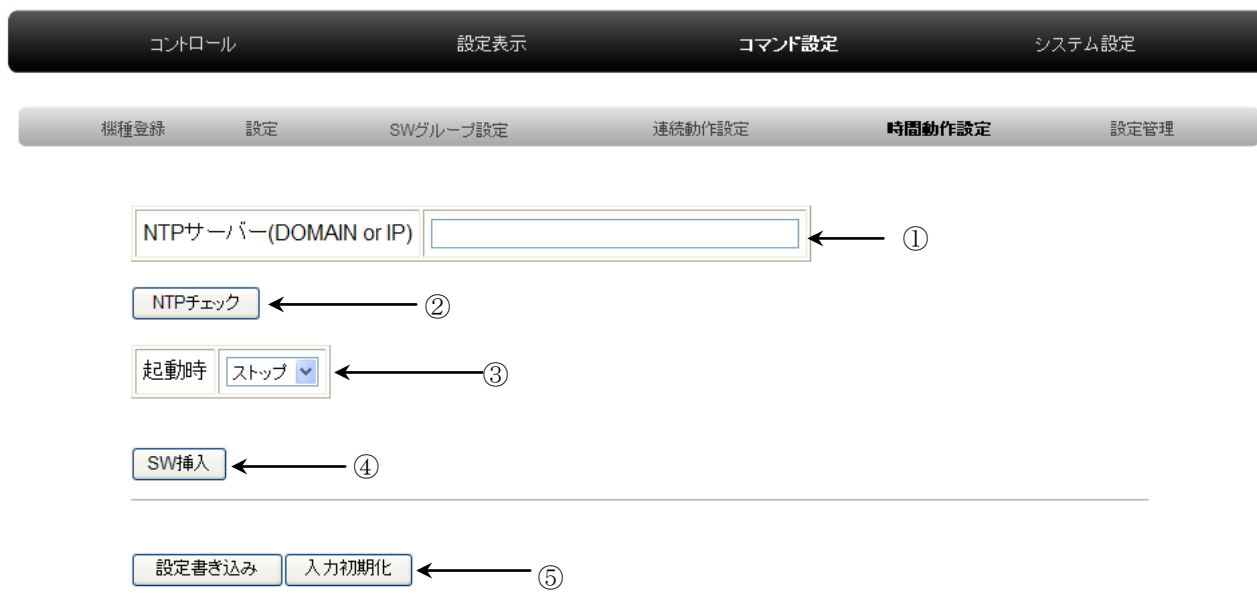 コントロール 設定表示 コマンド設定 システム設定
機種登録 設定 SWグループ設定 連続動作設定 時間動作設定 設定管理
NTPサーバー(DOMAIN or IP) ①
NTPチェック ②
起動時 ストップ ③
SW挿入 ④
設定書き込み 入力初期化 ⑤